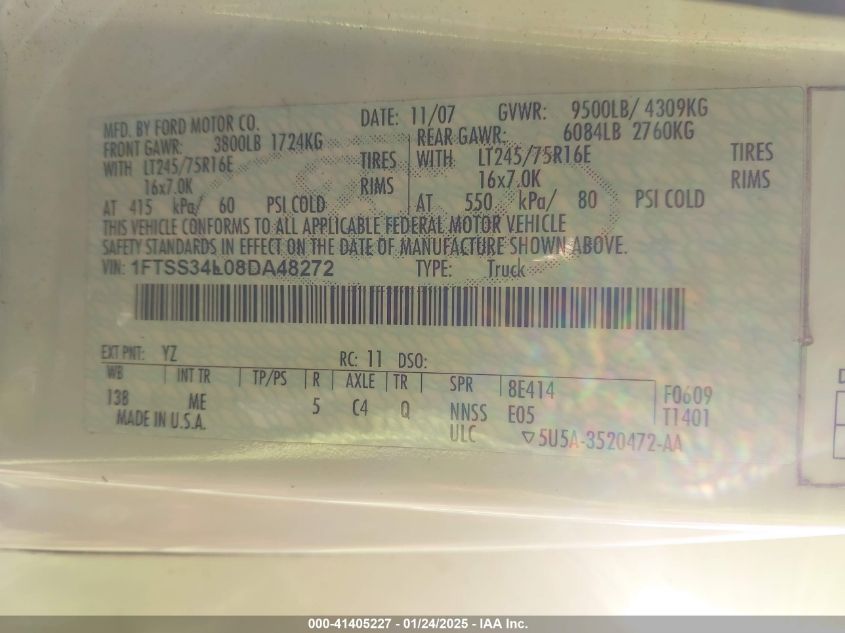 MFD. BY FORD MOTOR CO. DATE: 11/07 GVWR: 9500LB/ 4309KG
FRONT GAWR: 3800LB 1724KG REAR GAWR: 6084LB 2760KG
WITH LT245/75R16E TIRES WITH LT245/75R16E TIRES
16x7.0K RIMS 16x7.0K RIMS
AT 415 kPa/ 60 PSI COLD AT 550 kPa/ 80 PSI COLD
THIS VEHICLE CONFORMS TO ALL APPLICABLE FEDERAL MOTOR VEHICLE
SAFETY STANDARDS IN EFFECT ON THE DATE OF MANUFACTURE SHOWN ABOVE.
VIN: 1FTSS34L08DA48272 TYPE: Truck
EXT PNT: YZ RC: 11 DSO:
WB INT TR TP/PS R AXLE TR SPR 8E414 F0609
138 ME 5 C4 Q NNSS E05 T1401
MADE IN U.S.A. ULC ▽5U5A-3520472-AA
000-41405227 - 01/24/2025 - IAA Inc.